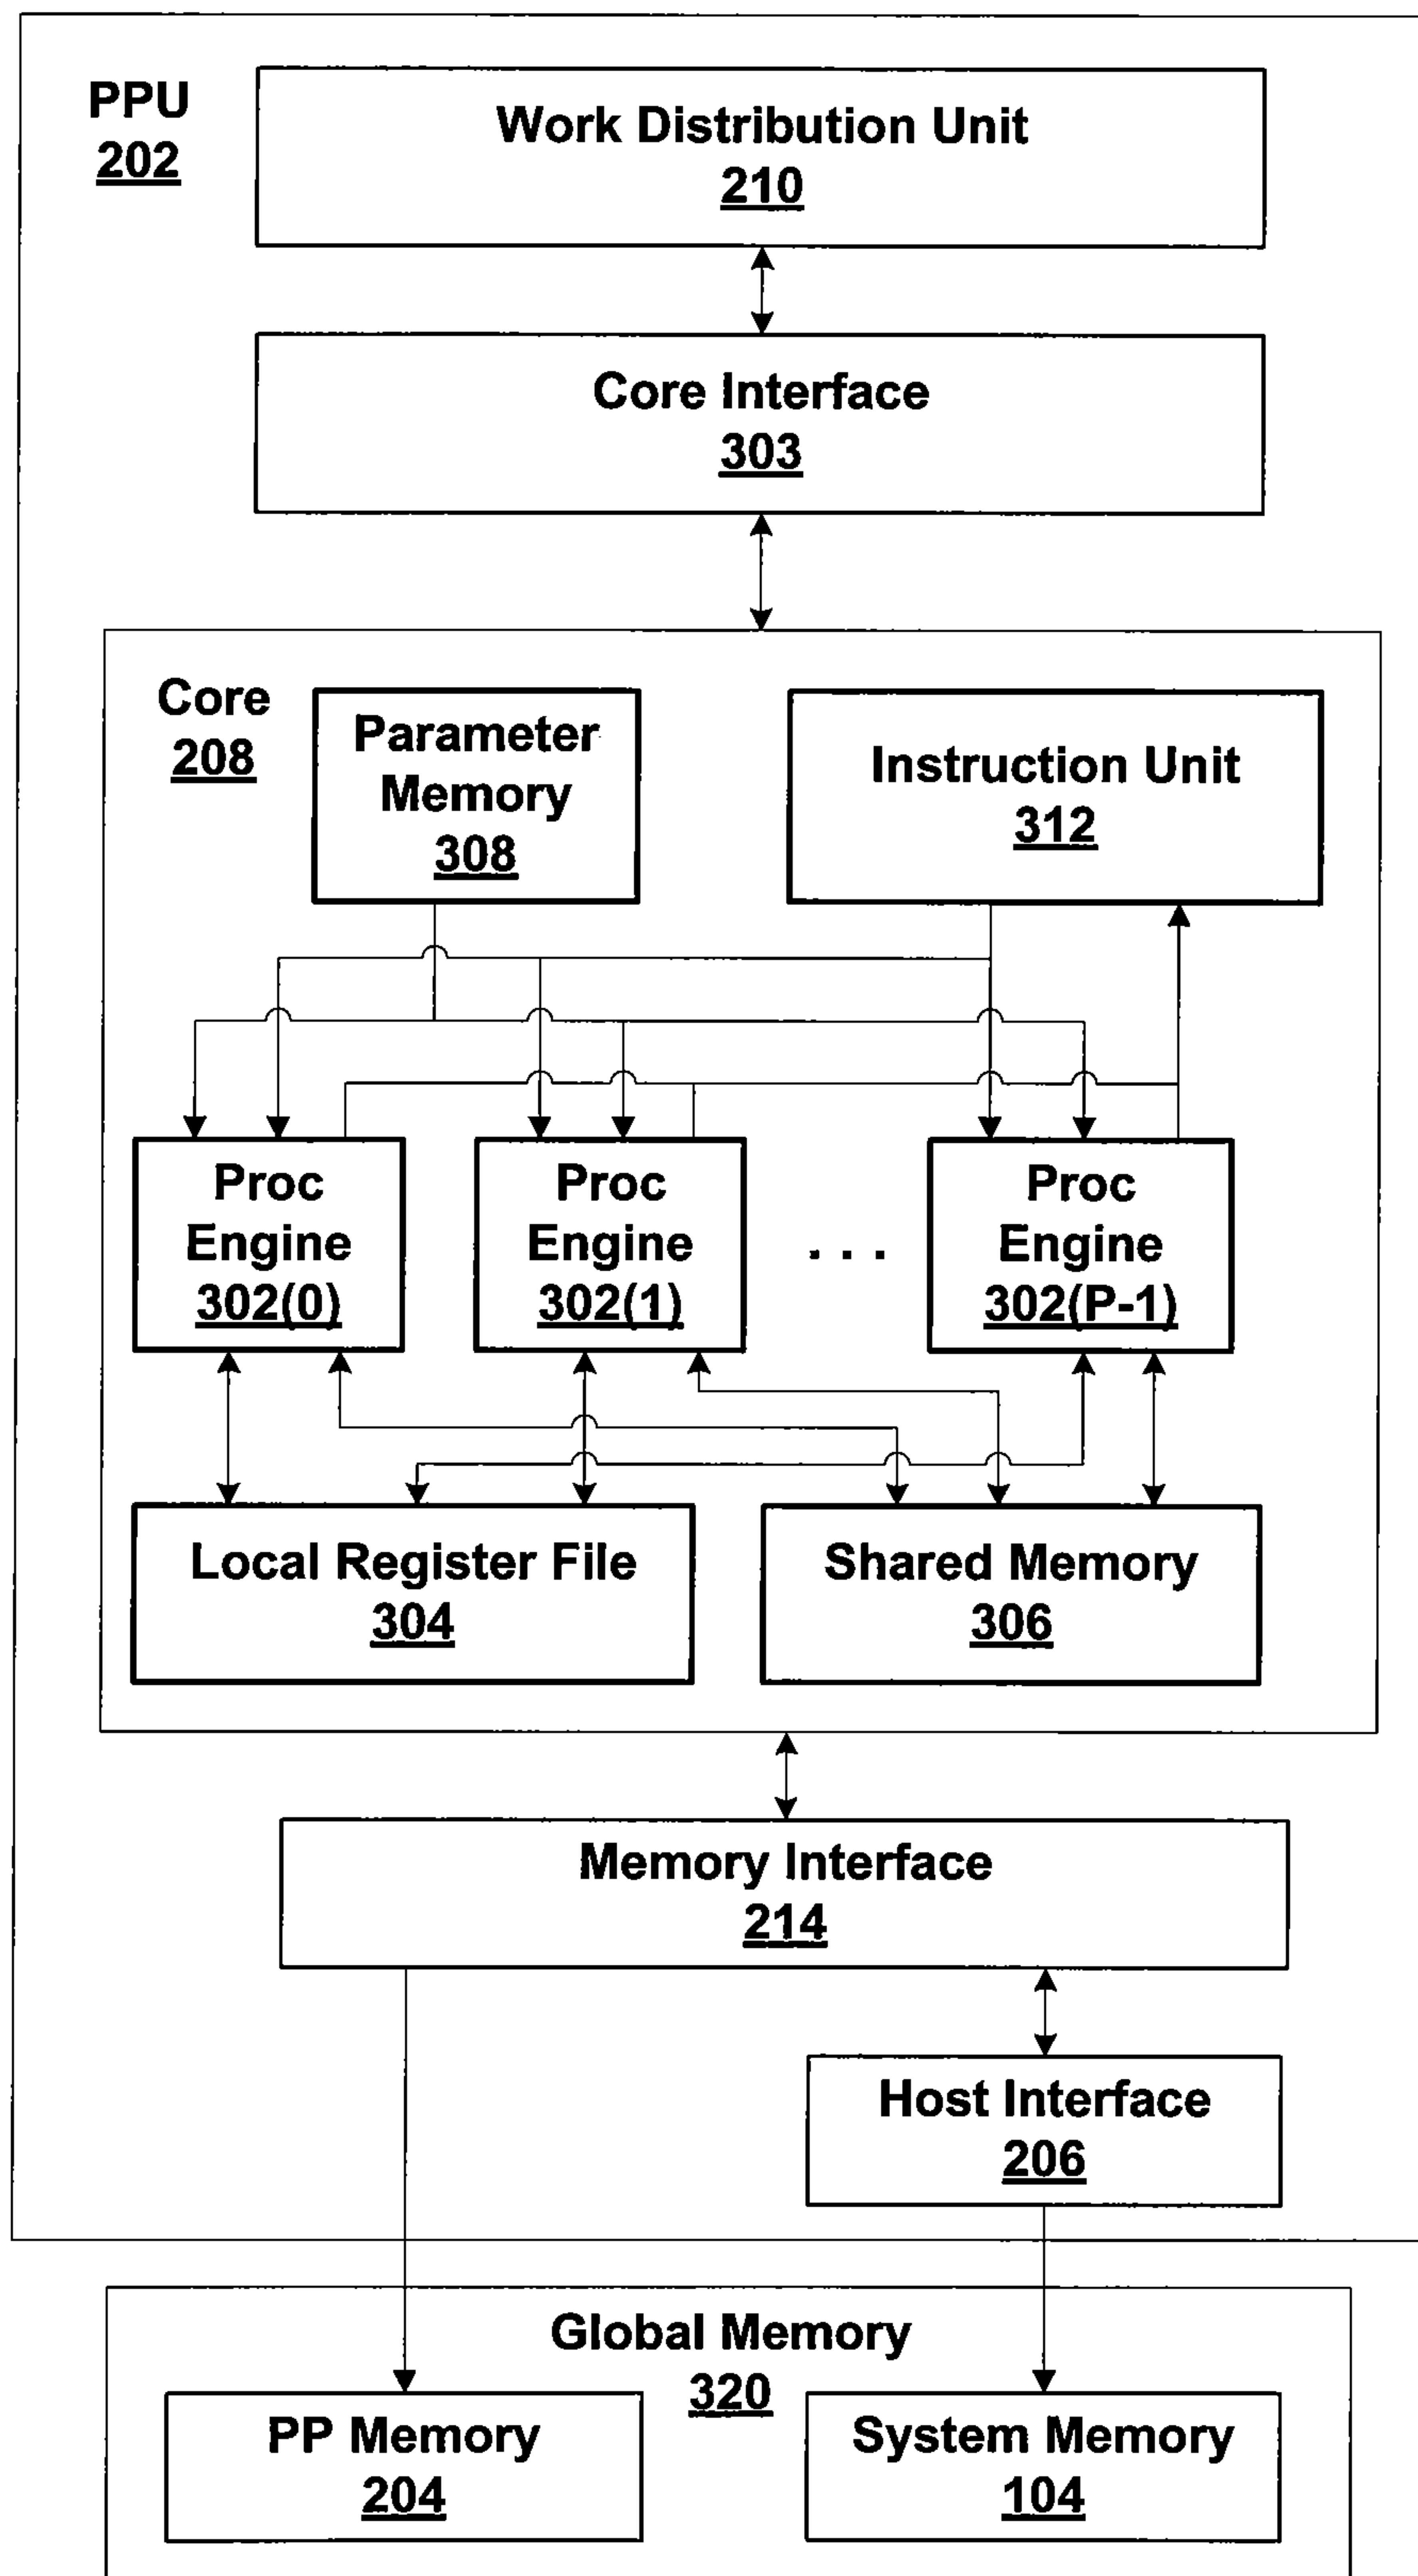 PPU
202
Work Distribution Unit
210
Core Interface
303
Core
208
Parameter
Memory
308
Instruction Unit
312
Proc
Engine
302(0)
Proc
Engine
302(1)
. . .
Proc
Engine
302(P-1)
Local Register File
304
Shared Memory
306
Memory Interface
214
Host Interface
206
Global Memory
320
PP Memory
204
System Memory
104